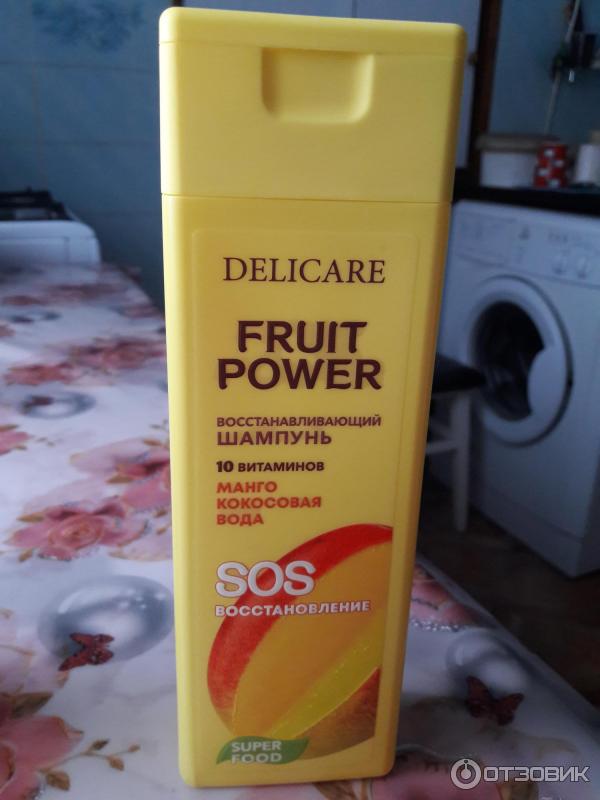 DELICARE
FRUIT
POWER
ВОССТАНАВЛИВАЮЩИЙ
ШАМПУНЬ
10 ВИТАМИНОВ
МАНГО
КОКОСОВАЯ
ВОДА
SOS
ВОССТАНОВЛЕНИЕ
SUPER
FOOD
ОТЗОВИК